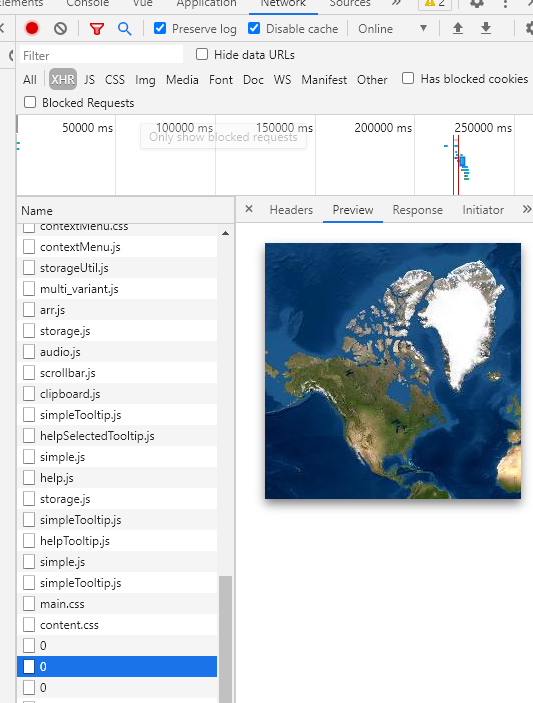 Elements Console Vue Application Network Sources » 2
Preserve log Disable cache Online
Filter Hide data URLs
All XHR JS CSS Img Media Font Doc WS Manifest Other Has blocked cookies
Blocked Requests
50000 ms 100000 ms 150000 ms 200000 ms 250000 ms
Only show blocked requests
Name × Headers Preview Response Initiator »
contextMenu.css
contextMenu.js
storageUtil.js
multi_variant.js
arr.js
storage.js
audio.js
scrollbar.js
clipboard.js
simpleTooltip.js
helpSelectedTooltip.js
simple.js
help.js
storage.js
simpleTooltip.js
helpTooltip.js
simple.js
simpleTooltip.js
main.css
content.css
0
0
0